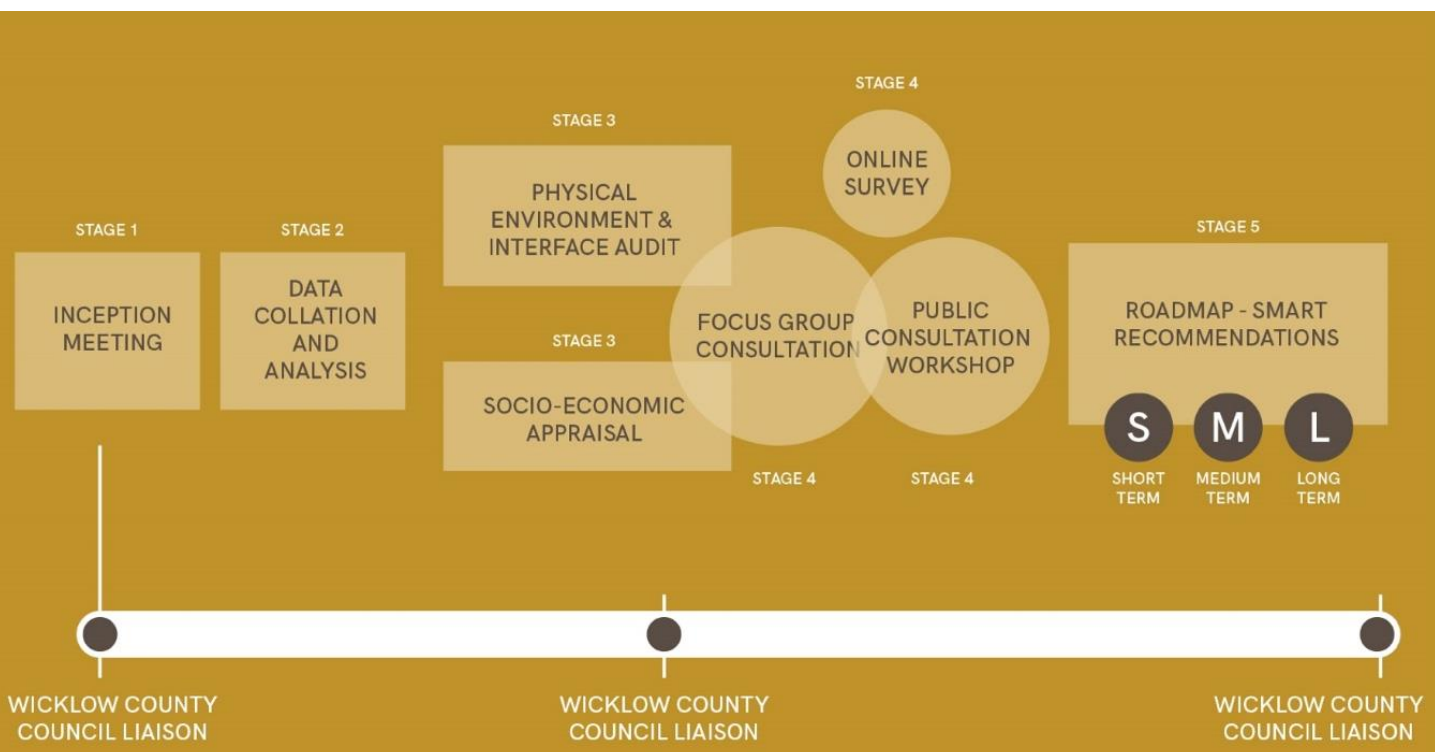 STAGE 1
INCEPTION
MEETING
STAGE 2
DATA
COLLATION
AND
ANALYSIS
STAGE 3
PHYSICAL
ENVIRONMENT &
INTERFACE AUDIT
STAGE 3
SOCIO-ECONOMIC
APPRAISAL
STAGE 4
ONLINE
SURVEY
FOCUS GROUP
CONSULTATION
STAGE 4
PUBLIC
CONSULTATION
WORKSHOP
STAGE 4
STAGE 5
ROADMAP - SMART
RECOMMENDATIONS
S
SHORT
TERM
M
MEDIUM
TERM
L
LONG
TERM
WICKLOW COUNTY
COUNCIL LIAISON
WICKLOW COUNTY
COUNCIL LIAISON
WICKLOW COUNTY
COUNCIL LIAISON